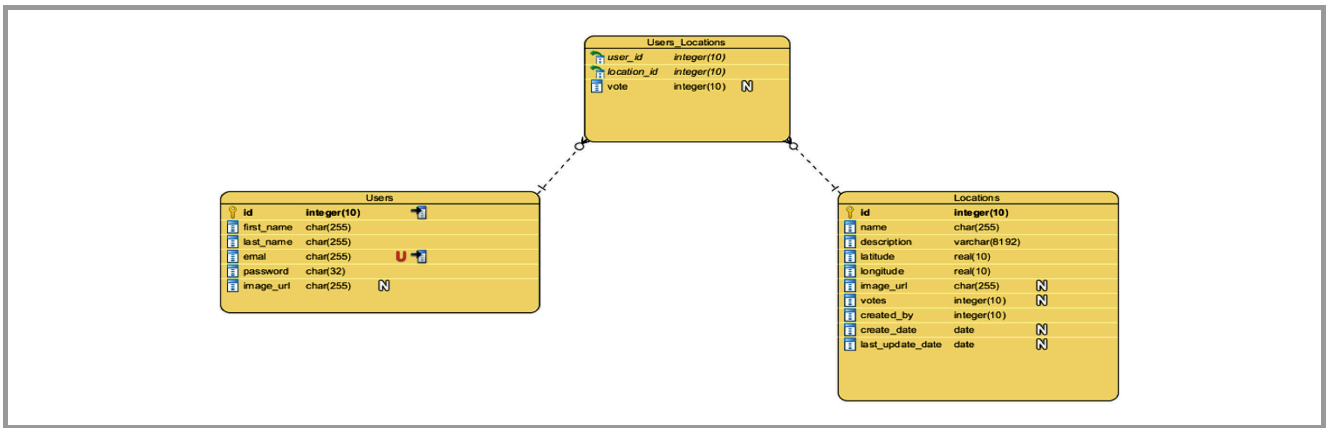 Users_Locations
user_id integer(10)
location_id integer(10)
vote integer(10) N
Users
id integer(10)
first_name char(255)
last_name char(255)
emal char(255) U
password char(32)
image_url char(255) N
Locations
id integer(10)
name char(255)
description varchar(8192)
latitude real(10)
longitude real(10)
image_url char(255) N
votes integer(10) N
created_by integer(10)
create_date date N
last_update_date date N